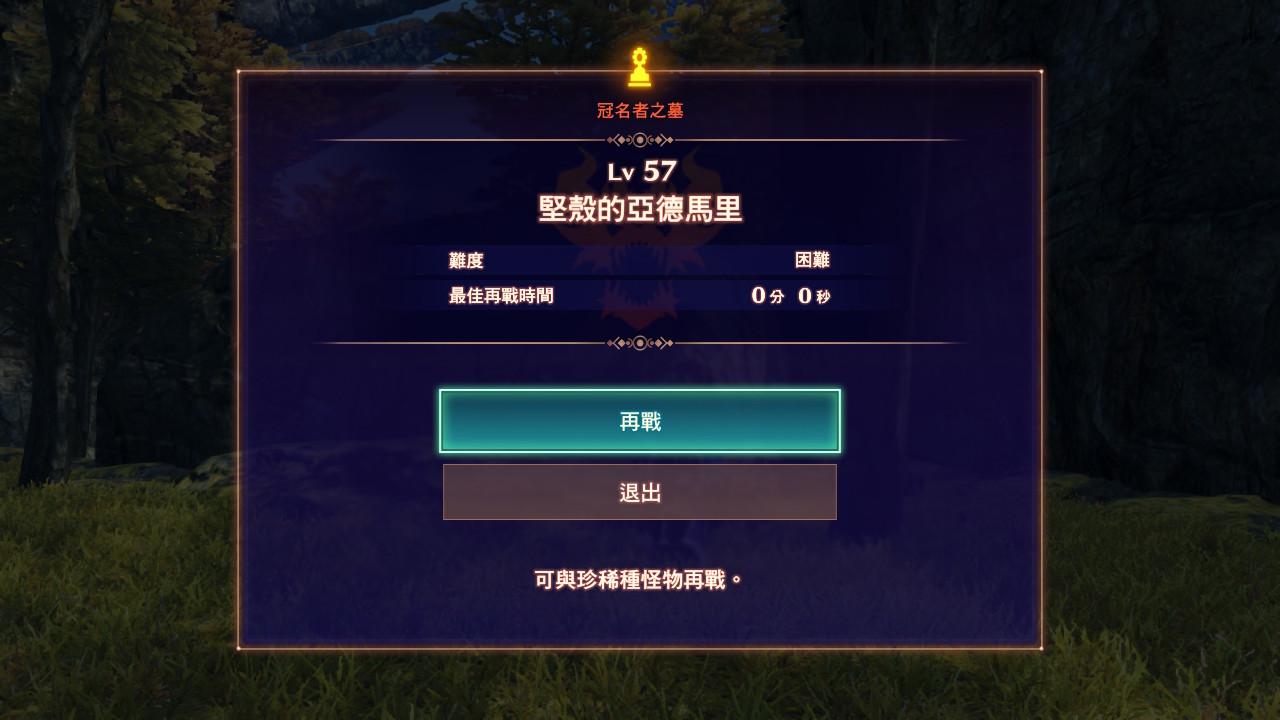 冠名者之墓
Lv 57
堅殼的亞德馬里
難度 困難
最佳再戰時間 0分 0秒
再戰
退出
可與珍稀種怪物再戰。